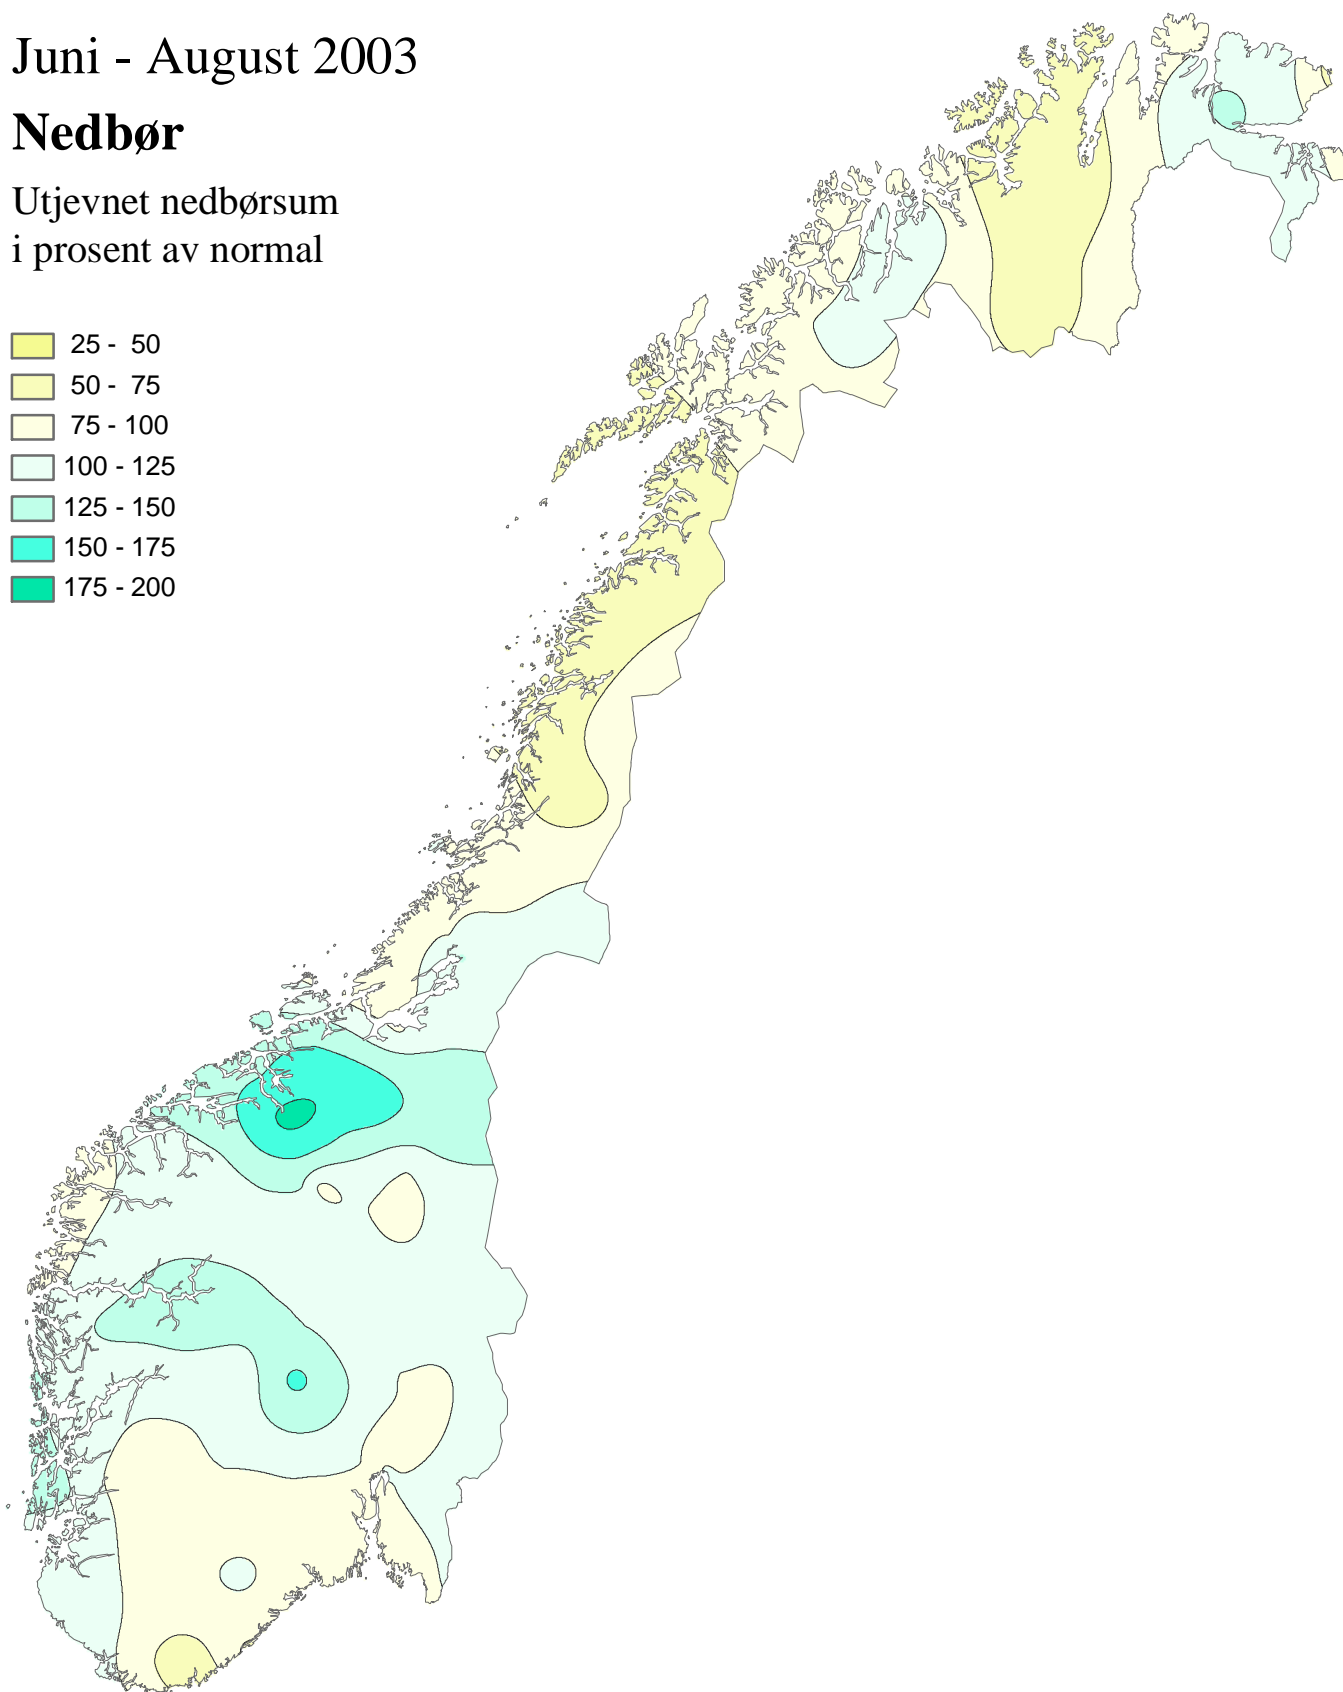 Juni - August 2003
Nedbør
Utjevnet nedbørsum
i prosent av normal
25 - 50
50 - 75
75 - 100
100 - 125
125 - 150
150 - 175
175 - 200